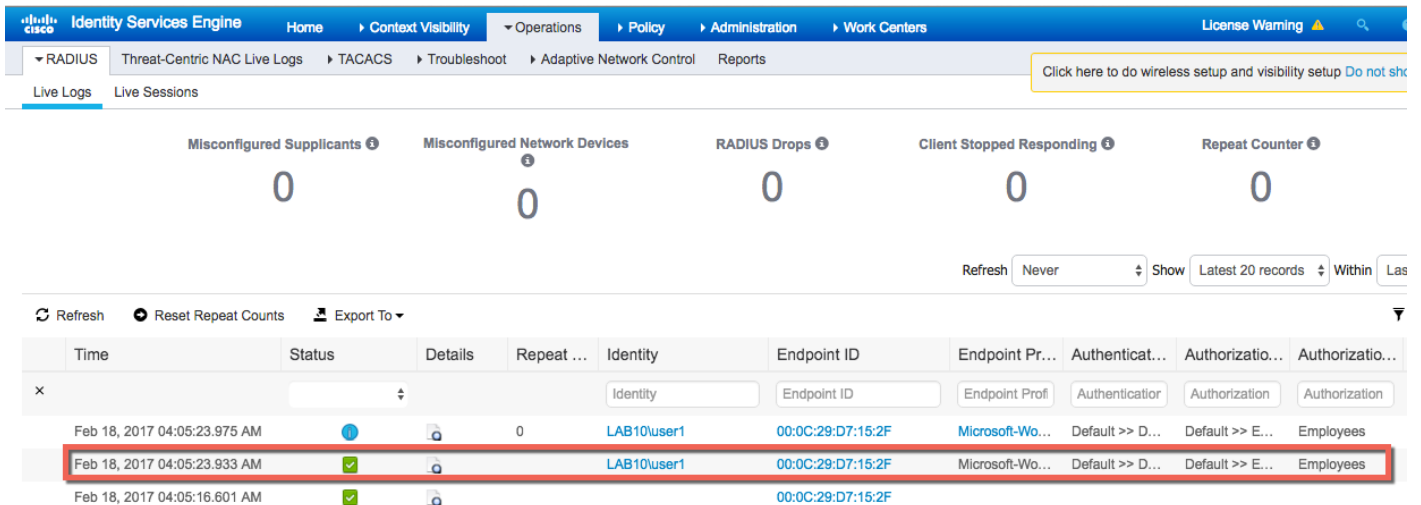 cisco Identity Services Engine Home Context Visibility Operations Policy Administration Work Centers License Warning
RADIUS Threat-Centric NAC Live Logs TACACS Troubleshoot Adaptive Network Control Reports
Click here to do wireless setup and visibility setup Do not sho
Live Logs Live Sessions
Misconfigured Supplicants Misconfigured Network Devices RADIUS Drops Client Stopped Responding Repeat Counter
0 0 0 0 0
Refresh Never Show Latest 20 records Within Las
Refresh Reset Repeat Counts Export To
Time Status Details Repeat ... Identity Endpoint ID Endpoint Pr... Authenticat... Authorizatio... Authorizatio...
× Identity Endpoint ID Endpoint Profi Authentication Authorization Authorization
Feb 18, 2017 04:05:23.975 AM 0 LAB10\user1 00:0C:29:D7:15:2F Microsoft-Wo... Default >> D... Default >> E... Employees
Feb 18, 2017 04:05:23.933 AM LAB10\user1 00:0C:29:D7:15:2F Microsoft-Wo... Default >> D... Default >> E... Employees
Feb 18, 2017 04:05:16.601 AM 00:0C:29:D7:15:2F